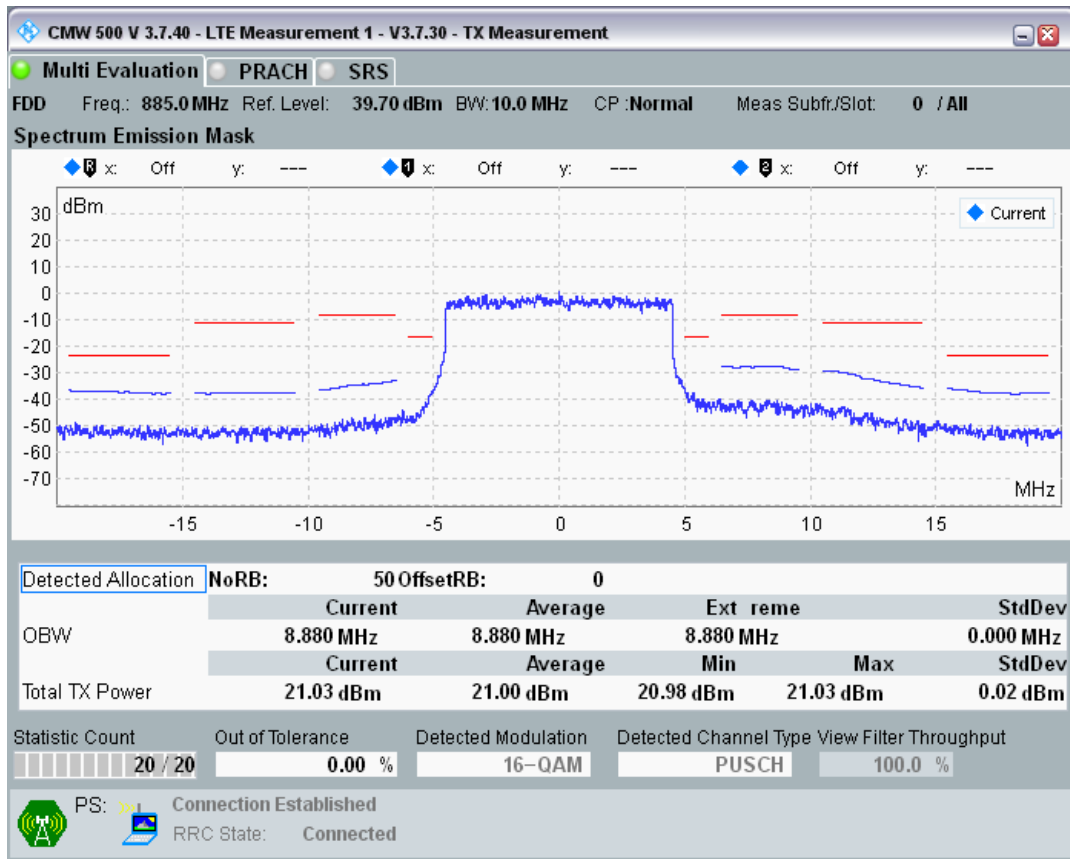 CMW 500 V 3.7.40 - LTE Measurement 1 - V3.7.30 - TX Measurement
Multi Evaluation PRACH SRS
FDD Freq.: 885.0 MHz Ref. Level: 39.70 dBm BW: 10.0 MHz CP :Normal Meas Subfr./Slot: 0 / All
Spectrum Emission Mask
R x: Off y: --- 1 x: Off y: --- 2 x: Off y: ---
dBm
Current
30
20
10
0
-10
-20
-30
-40
-50
-60
-70
MHz
-15 -10 -5 0 5 10 15
Detected Allocation NoRB: 50 OffsetRB: 0
Current Average Ext reme StdDev
OBW 8.880 MHz 8.880 MHz 8.880 MHz 0.000 MHz
Current Average Min Max StdDev
Total TX Power 21.03 dBm 21.00 dBm 20.98 dBm 21.03 dBm 0.02 dBm
Statistic Count Out of Tolerance Detected Modulation Detected Channel Type View Filter Throughput
20 / 20 0.00 % 16-QAM PUSCH 100.0 %
PS: Connection Established
RRC State: Connected